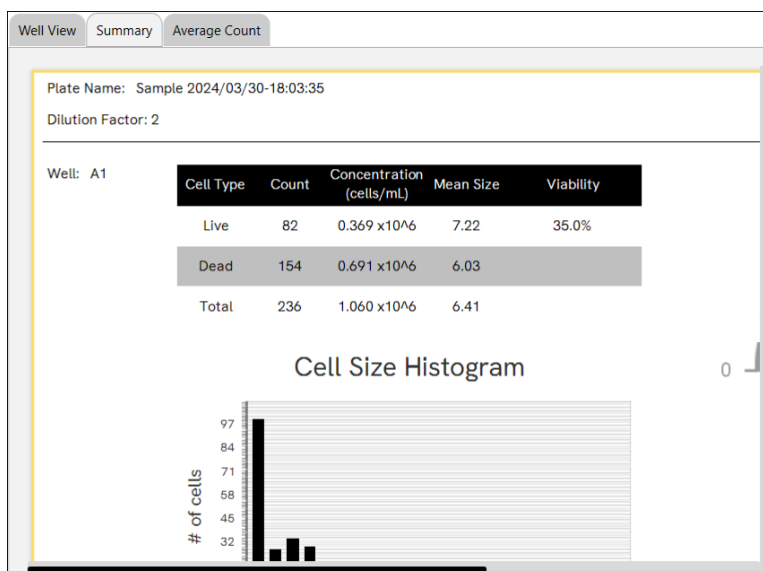 Well View Summary Average Count
Plate Name: Sample 2024/03/30-18:03:35
Dilution Factor: 2
Well: A1
Cell Type Count Concentration (cells/mL) Mean Size Viability
Live 82 0.369 x10^6 7.22 35.0%
Dead 154 0.691 x10^6 6.03
Total 236 1.060 x10^6 6.41
Cell Size Histogram
0
97
84
71
58
45
32
# of cells